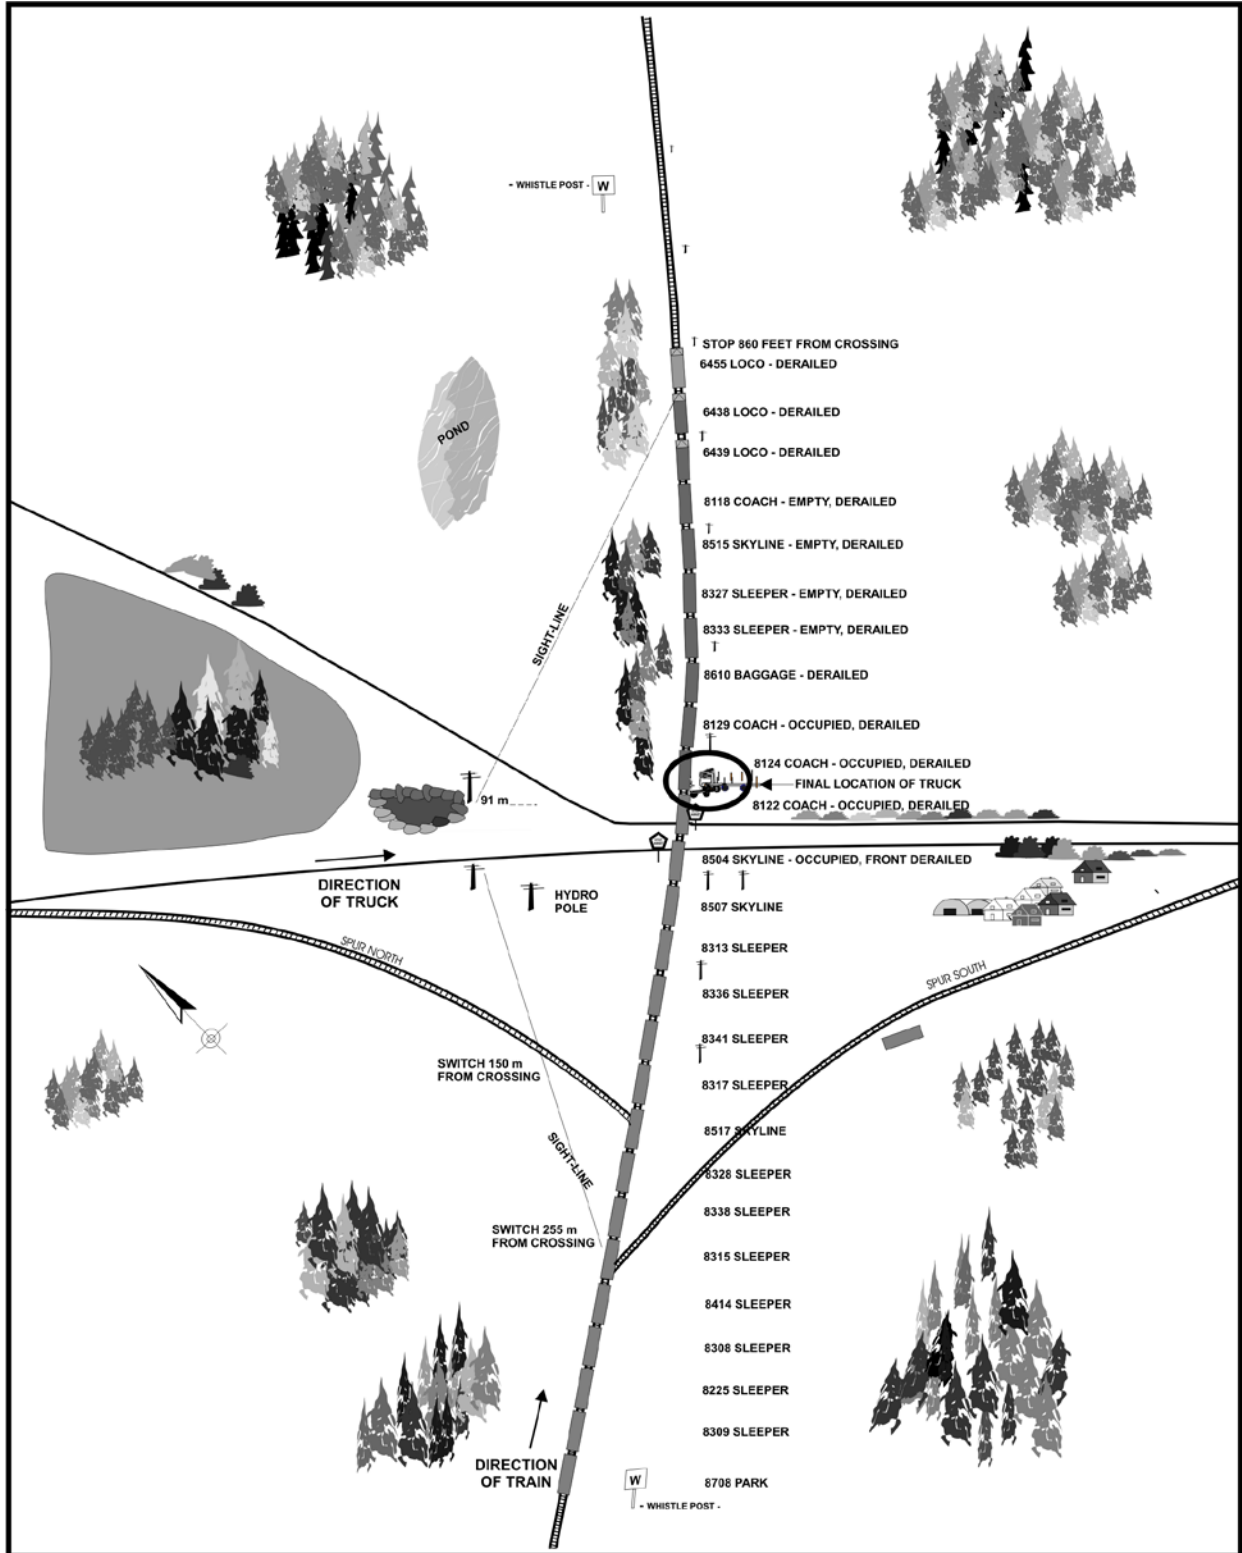 - WHISTLE POST -
W
STOP 860 FEET FROM CROSSING
6455 LOCO - DERAILED
6438 LOCO - DERAILED
POND
6439 LOCO - DERAILED
8118 COACH - EMPTY, DERAILED
8515 SKYLINE - EMPTY, DERAILED
8327 SLEEPER - EMPTY, DERAILED
SIGHT-LINE
8333 SLEEPER - EMPTY, DERAILED
8610 BAGGAGE - DERAILED
8129 COACH - OCCUPIED, DERAILED
8124 COACH - OCCUPIED, DERAILED
FINAL LOCATION OF TRUCK
91 m
8122 COACH - OCCUPIED, DERAILED
8504 SKYLINE - OCCUPIED, FRONT DERAILED
DIRECTION
OF TRUCK
HYDRO
POLE
8507 SKYLINE
SPUR NORTH
8313 SLEEPER
SPUR SOUTH
8336 SLEEPER
8341 SLEEPER
SWITCH 150 m
FROM CROSSING
8317 SLEEPER
8517 SKYLINE
SIGHT-LINE
8328 SLEEPER
8338 SLEEPER
SWITCH 255 m
FROM CROSSING
8315 SLEEPER
8414 SLEEPER
8308 SLEEPER
8225 SLEEPER
8309 SLEEPER
DIRECTION
OF TRAIN
8708 PARK
W
- WHISTLE POST -